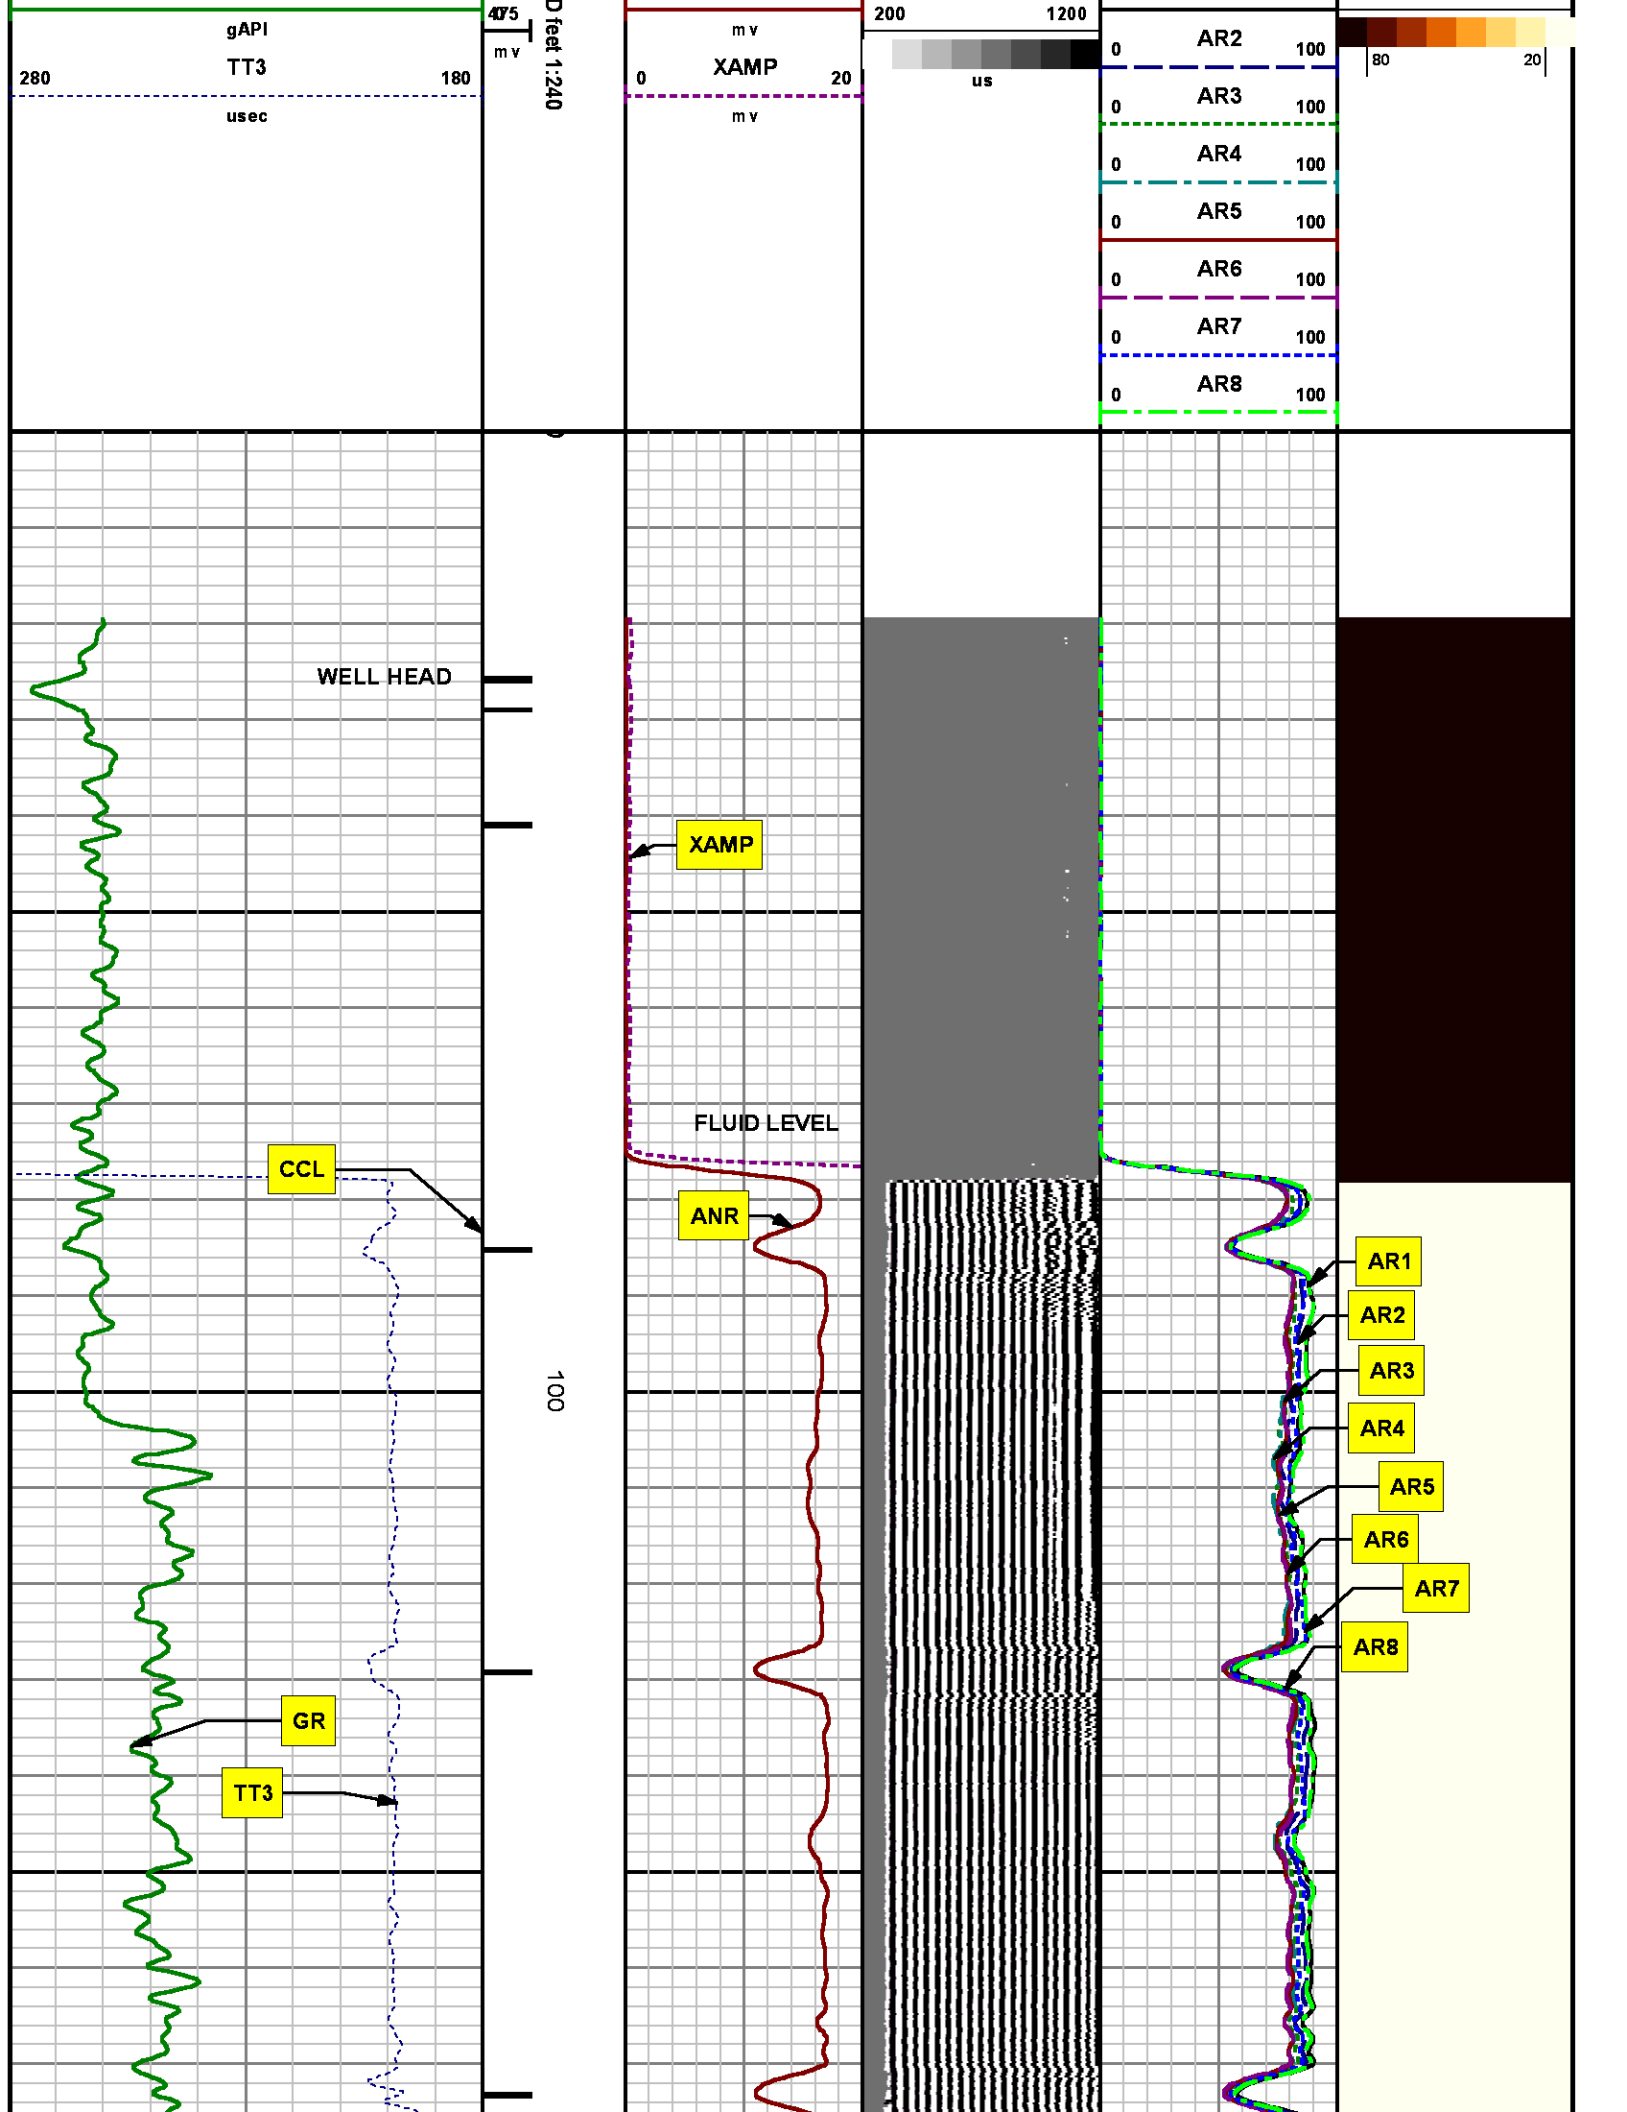 gAPI
TT3
280 180
usec
475
mv
D feet 1:240
mv
XAMP
0 20
mv
200 1200
us
AR2
0 100
AR3
0 100
AR4
0 100
AR5
0 100
AR6
0 100
AR7
0 100
AR8
0 100
80 20
WELL HEAD
XAMP
FLUID LEVEL
CCL
ANR
AR1
AR2
AR3
100
AR4
AR5
AR6
AR7
AR8
GR
TT3